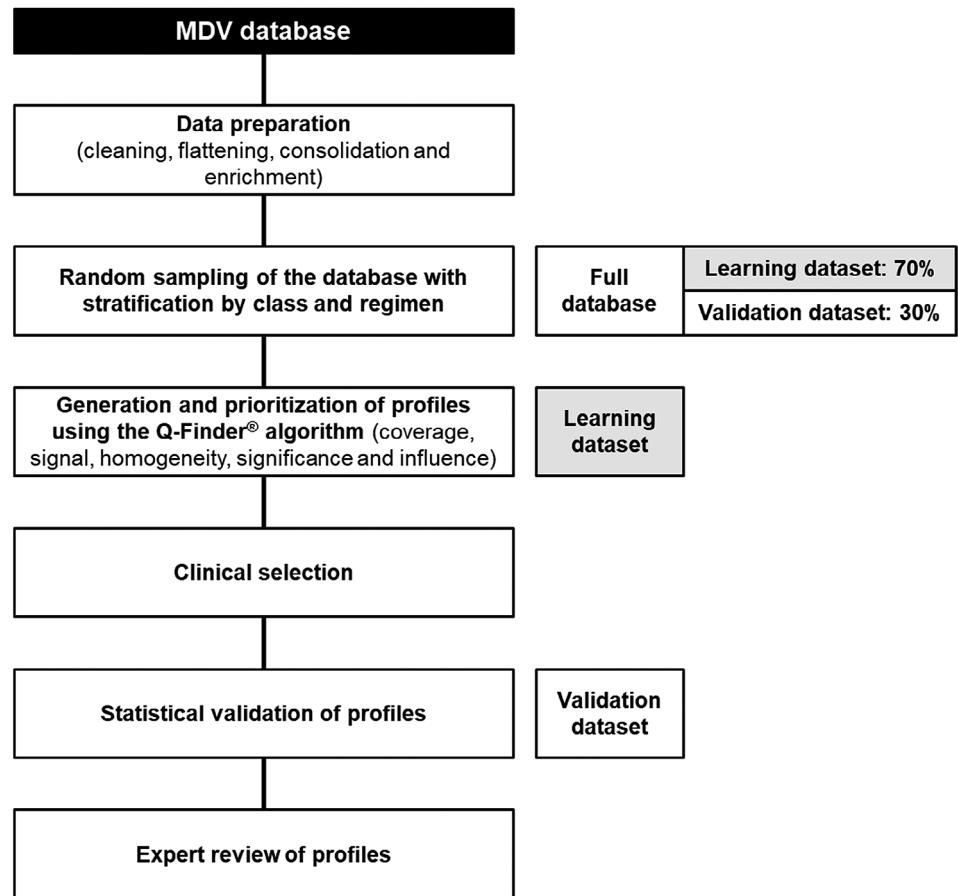 MDV database
Data preparation
(cleaning, flattening, consolidation and
enrichment)
Random sampling of the database with
stratification by class and regimen
Full
database
Learning dataset: 70%
Validation dataset: 30%
Generation and prioritization of profiles
using the Q-Finder® algorithm (coverage,
signal, homogeneity, significance and influence)
Learning
dataset
Clinical selection
Statistical validation of profiles
Validation
dataset
Expert review of profiles